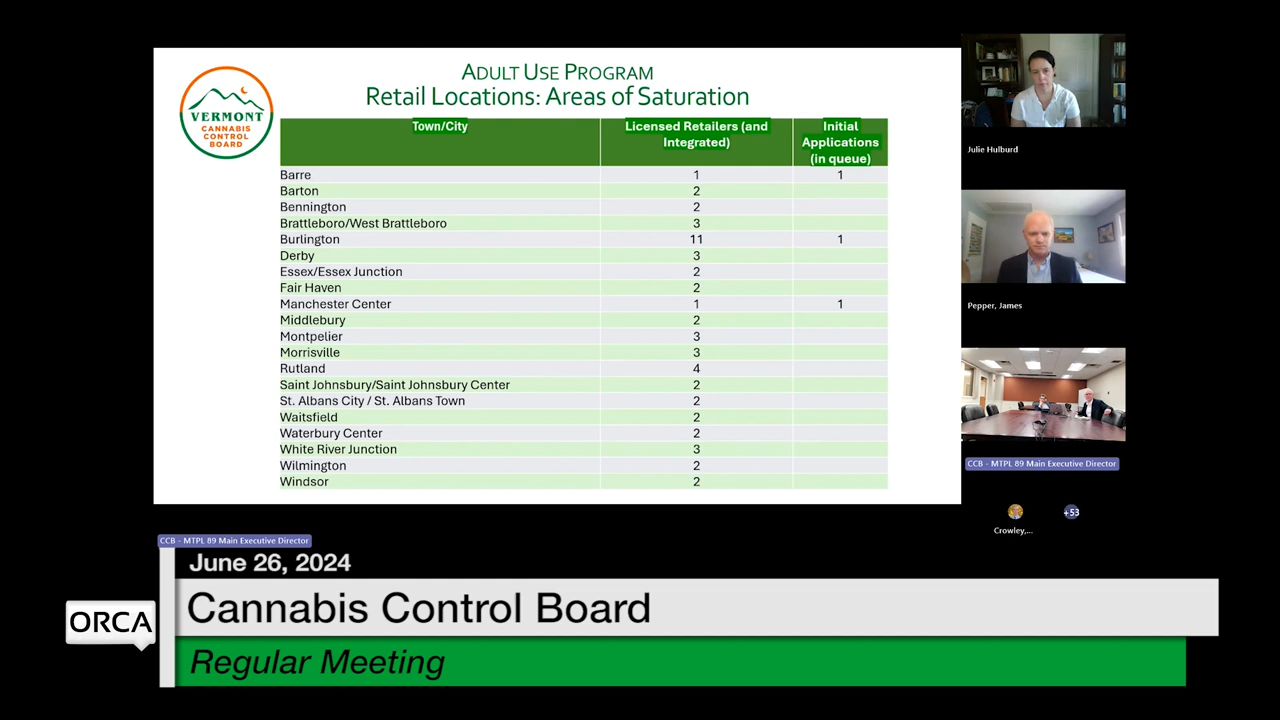 VERMONT
CANNABIS
CONTROL
BOARD
ADULT USE PROGRAM
Retail Locations: Areas of Saturation
Town/City Licensed Retailers (and Integrated) Initial Applications (in queue)
Barre 1 1
Barton 2
Bennington 2
Brattleboro/West Brattleboro 3
Burlington 11 1
Derby 3
Essex/Essex Junction 2
Fair Haven 2
Manchester Center 1 1
Middlebury 2
Montpelier 3
Morrisville 3
Rutland 4
Saint Johnsbury/Saint Johnsbury Center 2
St. Albans City / St. Albans Town 2
Waitsfield 2
Waterbury Center 2
White River Junction 3
Wilmington 2
Windsor 2
Julie Hulburd
Pepper, James
CCB - MTPL 89 Main Executive Director
Crowley,...
+53
CCB - MTPL 89 Main Executive Director
June 26, 2024
ORCA
Cannabis Control Board
Regular Meeting